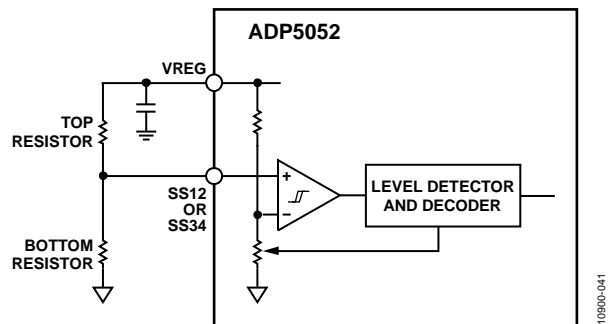 ADP5052
VREG
TOP
RESISTOR
+
SS12
OR
SS34
−
LEVEL DETECTOR
AND DECODER
BOTTOM
RESISTOR
10900-041